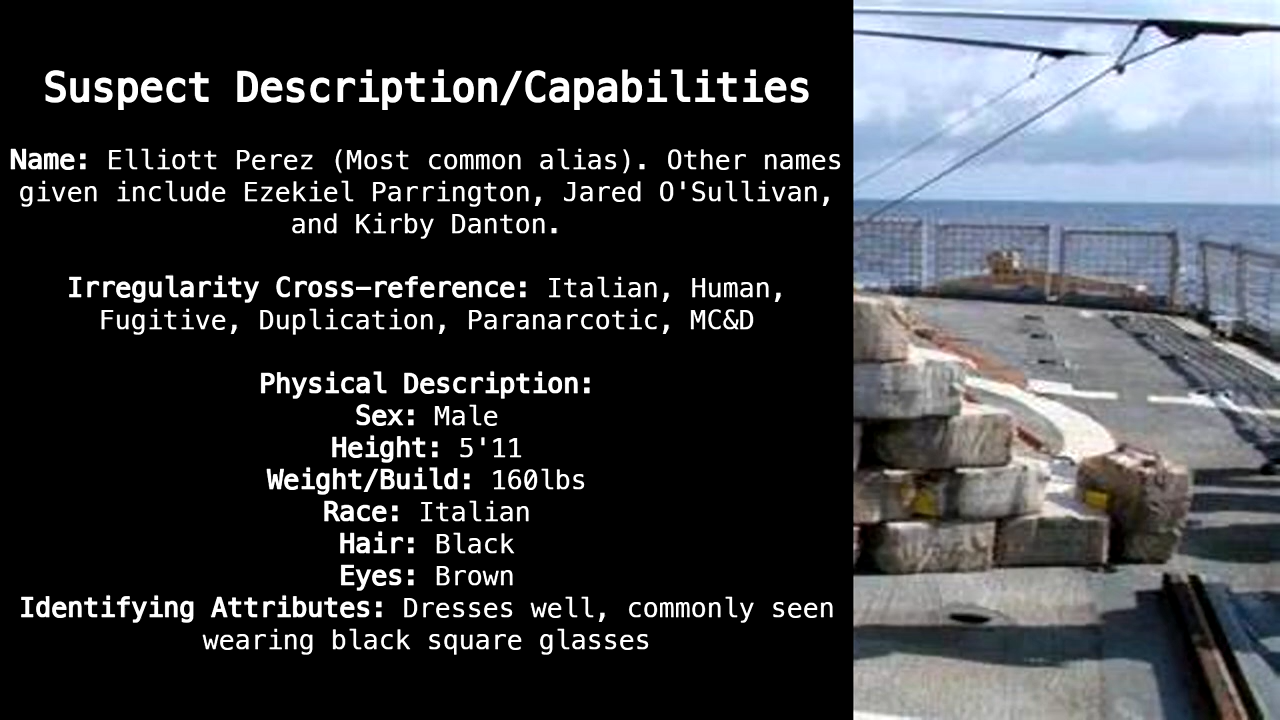 Suspect Description/Capabilities
Name: Elliott Perez (Most common alias). Other names
given include Ezekiel Parrington, Jared O'Sullivan,
and Kirby Danton.
Irregularity Cross-reference: Italian, Human,
Fugitive, Duplication, Paranarcotic, MC&D
Physical Description:
Sex: Male
Height: 5'11
Weight/Build: 160lbs
Race: Italian
Hair: Black
Eyes: Brown
Identifying Attributes: Dresses well, commonly seen
wearing black square glasses